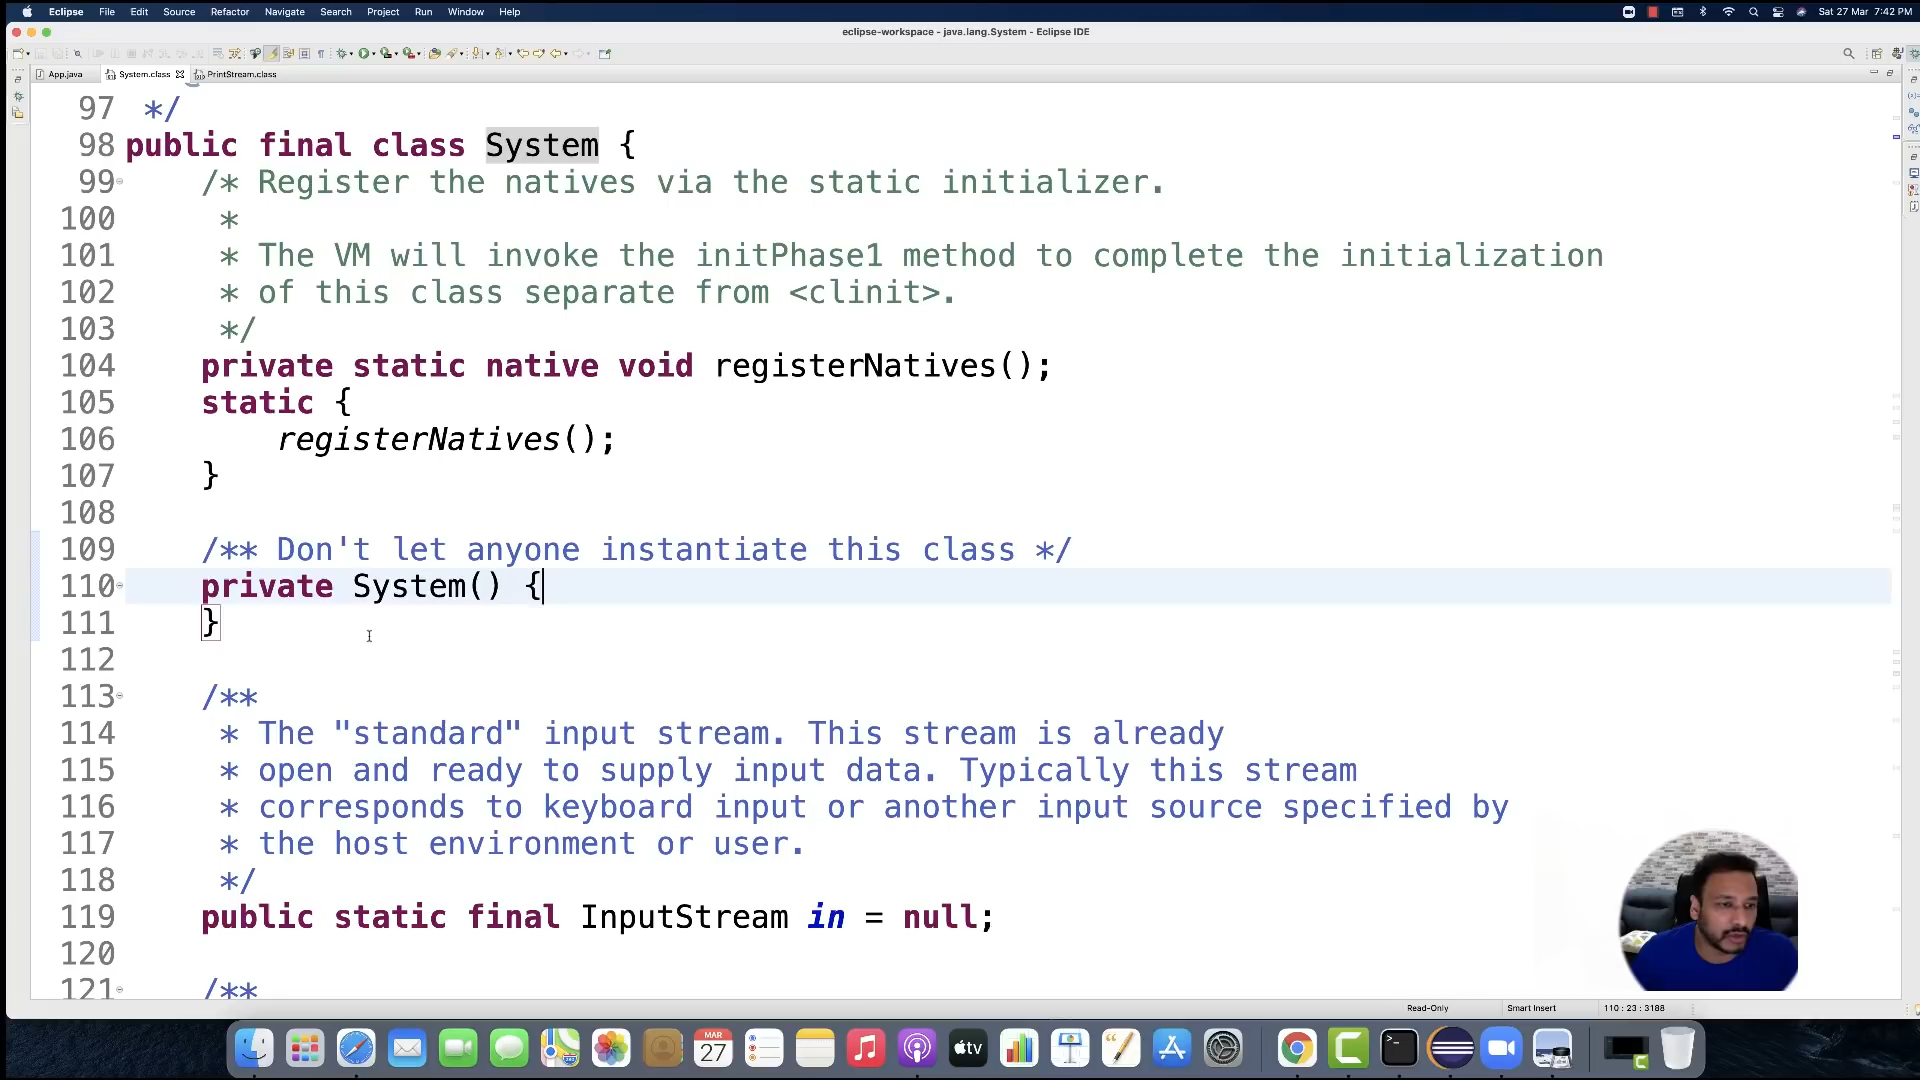 Eclipse File Edit Source Refactor Navigate Search Project Run Window Help Sat 27 Mar 7:42 PM
eclipse-workspace - java.lang.System - Eclipse IDE
App.java System.class PrintStream.class
97 */
98 public final class System {
99 /* Register the natives via the static initializer.
100 *
101 * The VM will invoke the initPhase1 method to complete the initialization
102 * of this class separate from <clinit>.
103 */
104 private static native void registerNatives();
105 static {
106 registerNatives();
107 }
108
109 /** Don't let anyone instantiate this class */
110 private System() {
111 }
112
113 /**
114 * The "standard" input stream. This stream is already
115 * open and ready to supply input data. Typically this stream
116 * corresponds to keyboard input or another input source specified by
117 * the host environment or user.
118 */
119 public static final InputStream in = null;
120
121 /**
Read-Only Smart Insert 110 : 23 : 3188
MAR
27
tv